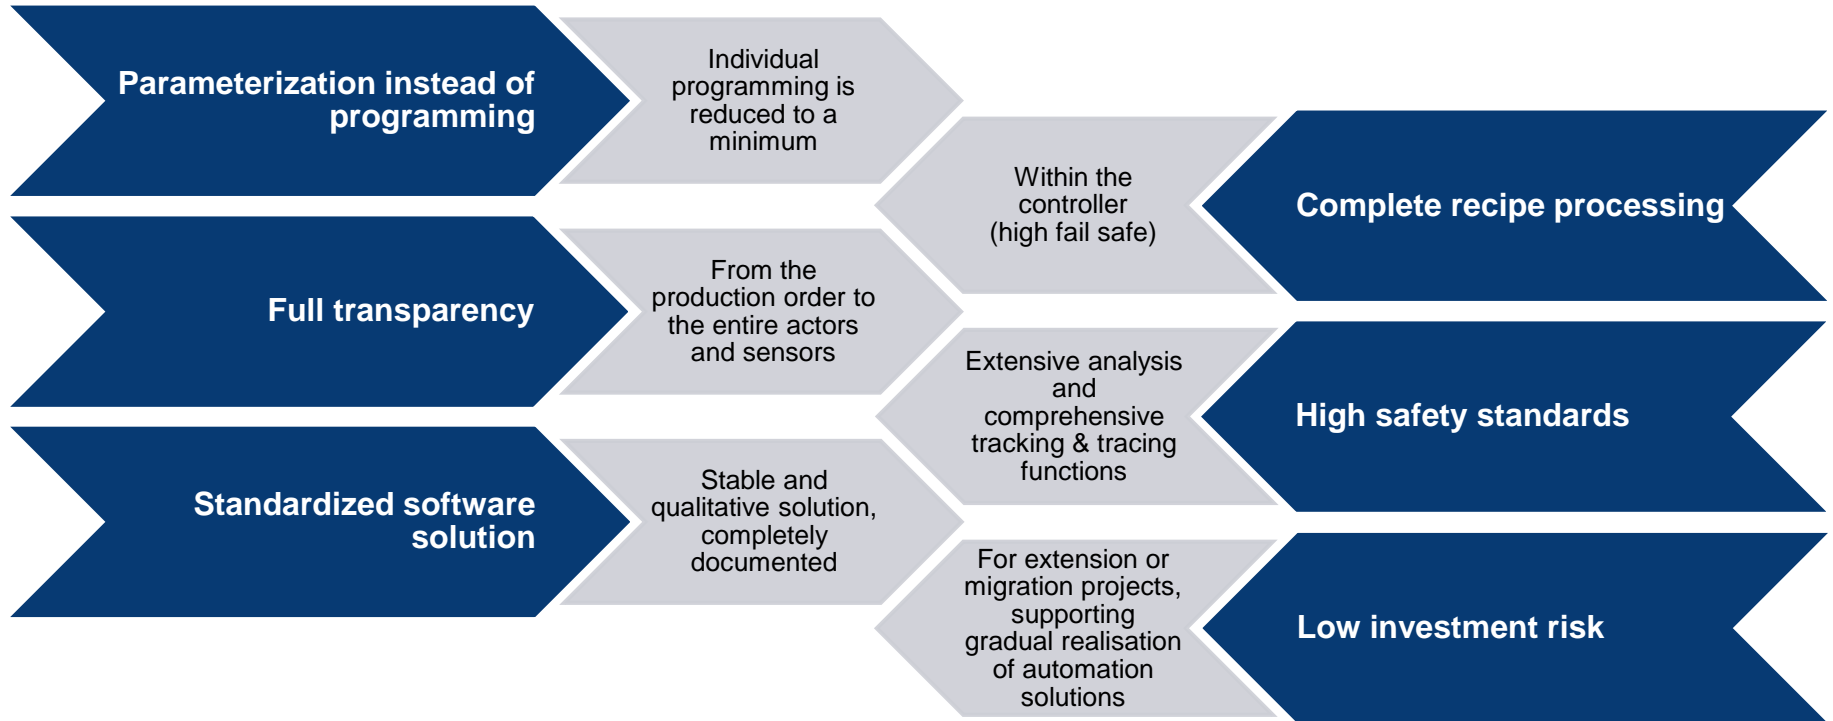 Parameterization instead of
programming
Individual
programming is
reduced to a
minimum
Within the
controller
(high fail safe)
Complete recipe processing
Full transparency
From the
production order to
the entire actors
and sensors
Extensive analysis
and
comprehensive
tracking & tracing
functions
High safety standards
Standardized software
solution
Stable and
qualitative solution,
completely
documented
For extension or
migration projects,
supporting
gradual realisation
of automation
solutions
Low investment risk